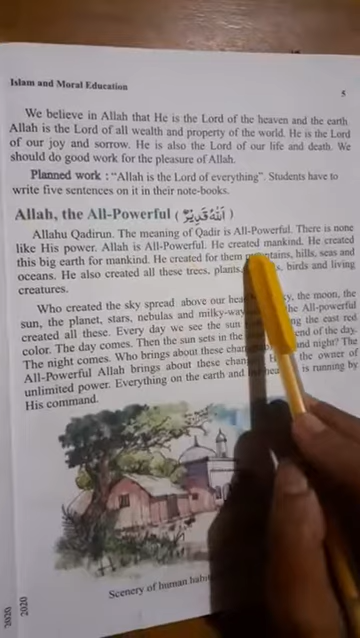 Islam and Moral Education
5
We believe in Allah that He is the Lord of the heaven and the earth.
Allah is the Lord of all wealth and property of the world. He is the Lord
of our joy and sorrow. He is also the Lord of our life and death. We
should do good work for the pleasure of Allah.
Planned work : "Allah is the Lord of everything". Students have to
write five sentences on it in their note-books.
Allah, the All-Powerful ( اَللهُ قَدِيْرٌ )
Allahu Qadirun. The meaning of Qadir is All-Powerful. There is none
like His power. Allah is All-Powerful. He created mankind. He created
this big earth for mankind. He created for them mountains, hills, seas and
oceans. He also created all these trees, plants, birds and living
creatures.
Who created the sky spread above our the moon, the
sun, the planet, stars, nebulas and milky-way the All-powerful
created all these. Every day we see the sun the east red
color. The day comes. Then the sun sets in the end of the day.
The night comes. Who brings about these and night? The
All-Powerful Allah brings about these the owner of
unlimited power. Everything on the earth and is running by
His command.
Scenery of human
2020
2020